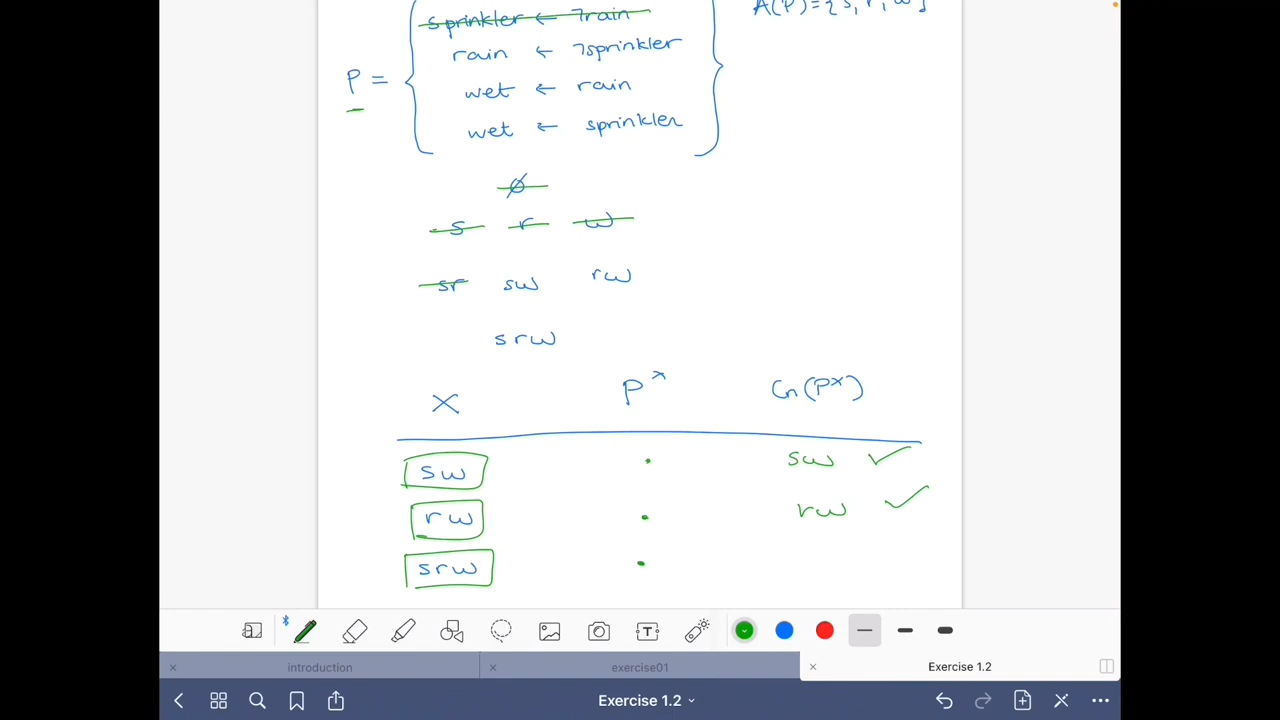 sprinkler ← ¬rain
A(P)={s, r, w}
rain ← ¬sprinkler
P =
wet ← rain
wet ← sprinkler
∅
s r w
sr sw rw
srw
X P^X Cn(P^X)
sw sw ✓
rw rw ✓
srw
T
× introduction × exercise01 × Exercise 1.2
Exercise 1.2